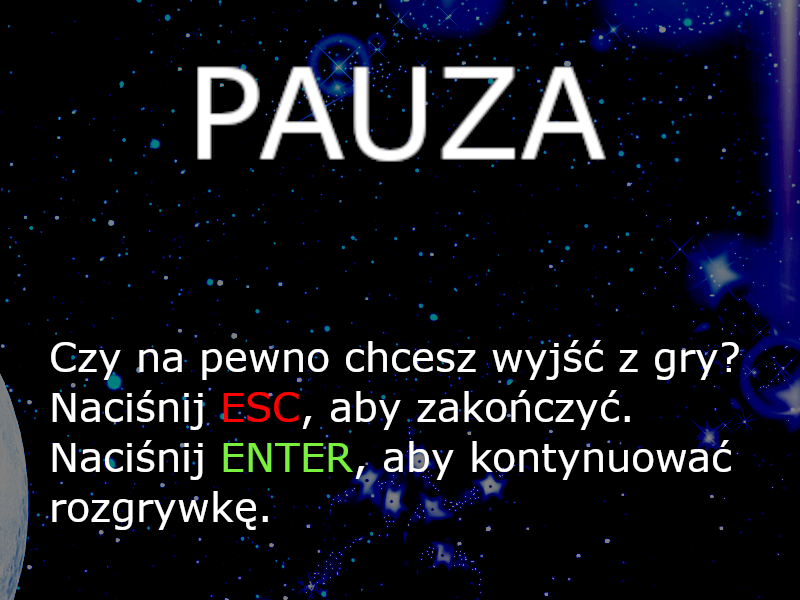 PAUZA
Czy na pewno chcesz wyjść z gry?
Naciśnij ESC, aby zakończyć.
Naciśnij ENTER, aby kontynuować
rozgrywkę.